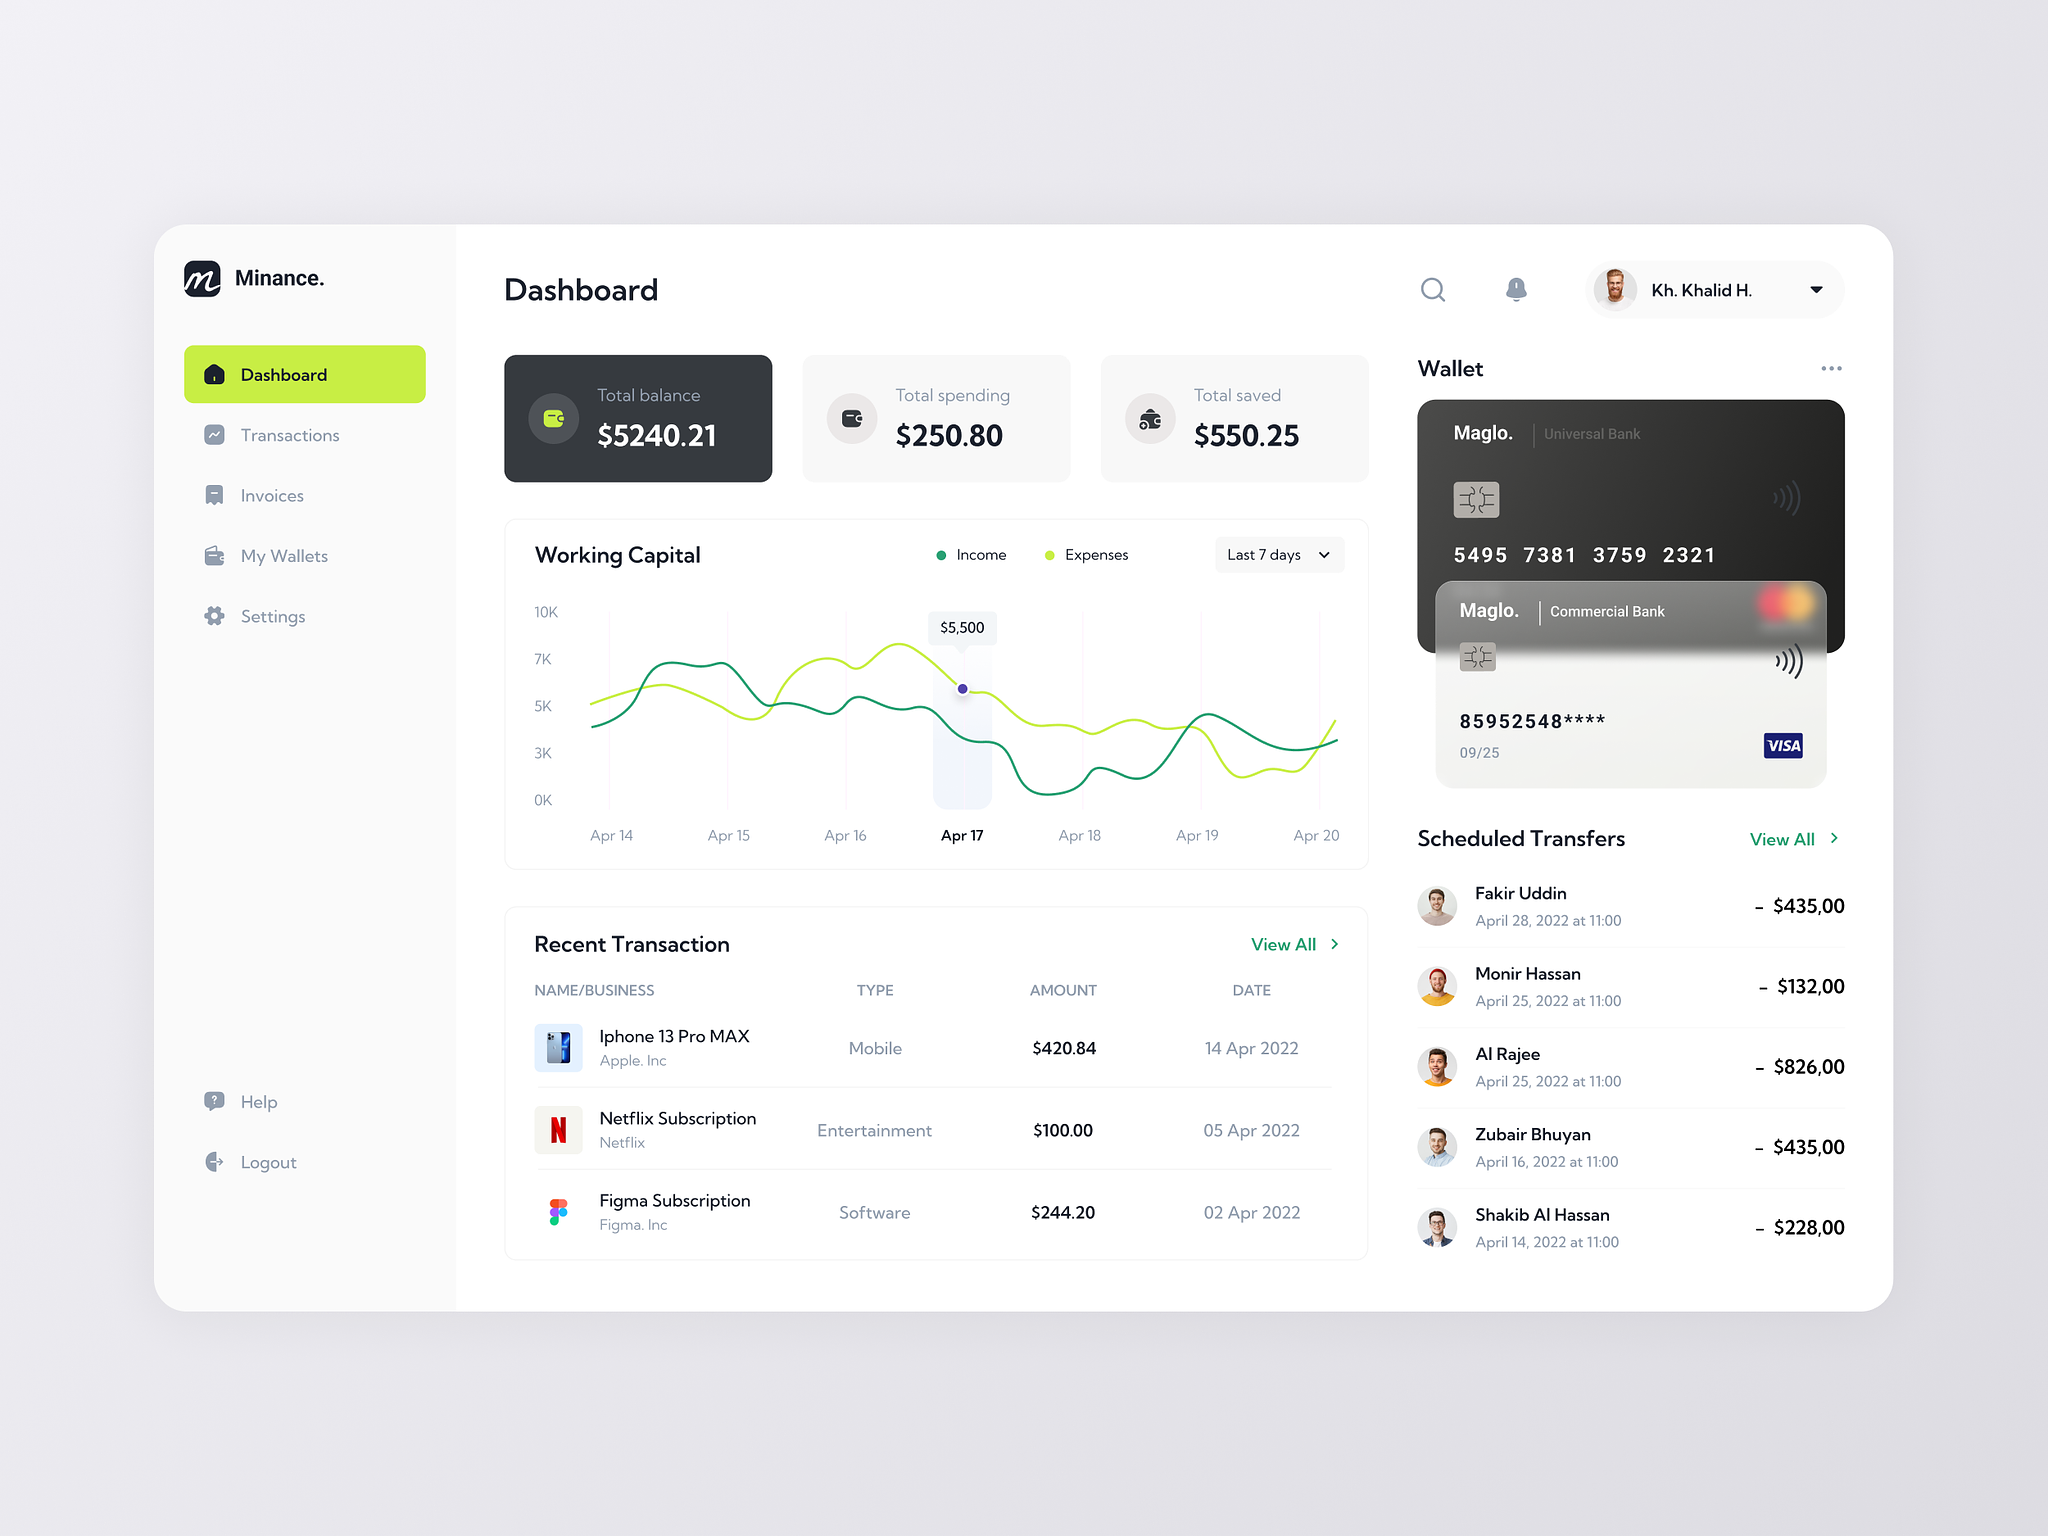 Minance.
Dashboard
Transactions
Invoices
My Wallets
Settings
Help
Logout
Dashboard
Kh. Khalid H.
Total balance
$5240.21
Total spending
$250.80
Total saved
$550.25
Working Capital
Income
Expenses
Last 7 days
10K
7K
5K
3K
0K
$5,500
Apr 14
Apr 15
Apr 16
Apr 17
Apr 18
Apr 19
Apr 20
Recent Transaction
View All
NAME/BUSINESS TYPE AMOUNT DATE
Iphone 13 Pro MAX
Apple. Inc
Mobile
$420.84
14 Apr 2022
Netflix Subscription
Netflix
Entertainment
$100.00
05 Apr 2022
Figma Subscription
Figma. Inc
Software
$244.20
02 Apr 2022
Wallet
Maglo. Universal Bank
5495 7381 3759 2321
Maglo. Commercial Bank
85952548****
09/25
VISA
Scheduled Transfers
View All
Fakir Uddin
April 28, 2022 at 11:00
- $435,00
Monir Hassan
April 25, 2022 at 11:00
- $132,00
Al Rajee
April 25, 2022 at 11:00
- $826,00
Zubair Bhuyan
April 16, 2022 at 11:00
- $435,00
Shakib Al Hassan
April 14, 2022 at 11:00
- $228,00